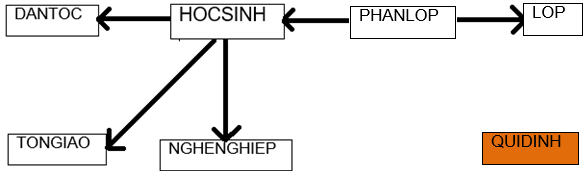 DANTOC
HOCSINH
PHANLOP
LOP
TONGIAO
NGHENGHIEP
QUIDINH